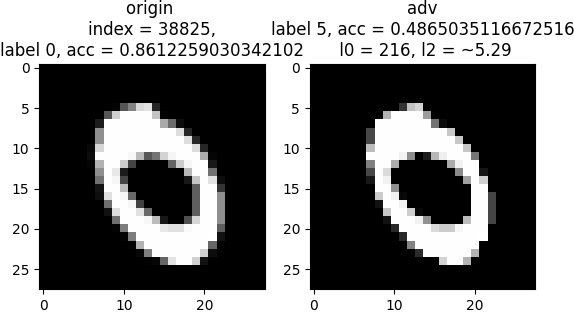 origin
index = 38825,
label 0, acc = 0.8612259030342102
adv
label 5, acc = 0.4865035116672516
l0 = 216, l2 = ~5.29
0
5
10
15
20
25
0 10 20
0
5
10
15
20
25
0 10 20